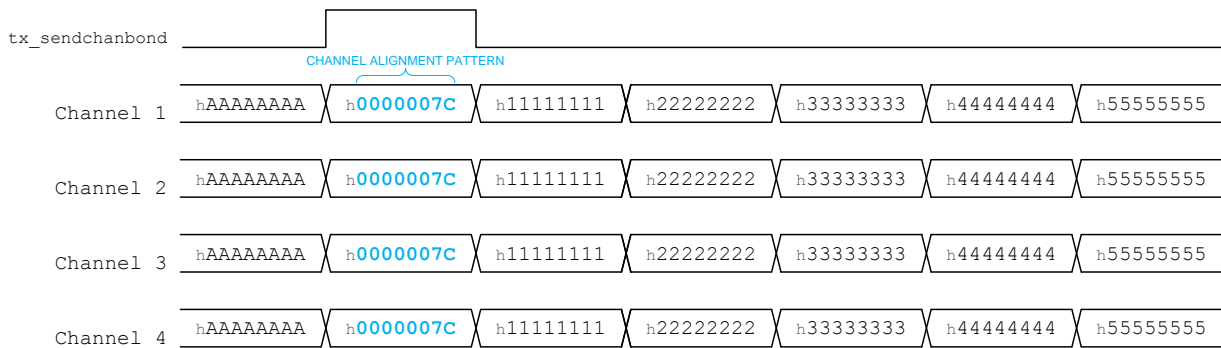 tx_sendchanbond
CHANNEL ALIGNMENT PATTERN
Channel 1 hAAAAAAAA h0000007C h11111111 h22222222 h33333333 h44444444 h55555555
Channel 2 hAAAAAAAA h0000007C h11111111 h22222222 h33333333 h44444444 h55555555
Channel 3 hAAAAAAAA h0000007C h11111111 h22222222 h33333333 h44444444 h55555555
Channel 4 hAAAAAAAA h0000007C h11111111 h22222222 h33333333 h44444444 h55555555